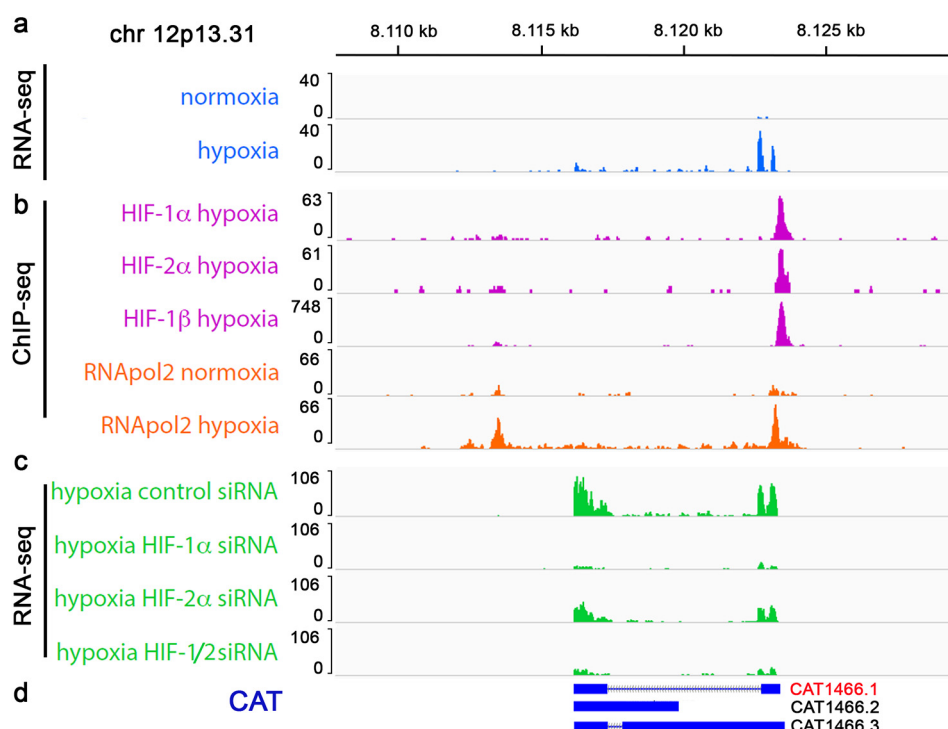 a
chr 12p13.31
8.110 kb 8.115 kb 8.120 kb 8.125 kb
RNA-seq
normoxia 40 0
hypoxia 40 0
b
ChIP-seq
HIF-1α hypoxia 63 0
HIF-2α hypoxia 61 0
HIF-1β hypoxia 748 0
RNApol2 normoxia 66 0
RNApol2 hypoxia 66 0
c
RNA-seq
hypoxia control siRNA 106 0
hypoxia HIF-1α siRNA 106 0
hypoxia HIF-2α siRNA 106 0
hypoxia HIF-1/2siRNA 106 0
d
CAT
CAT1466.1
CAT1466.2
CAT1466.3